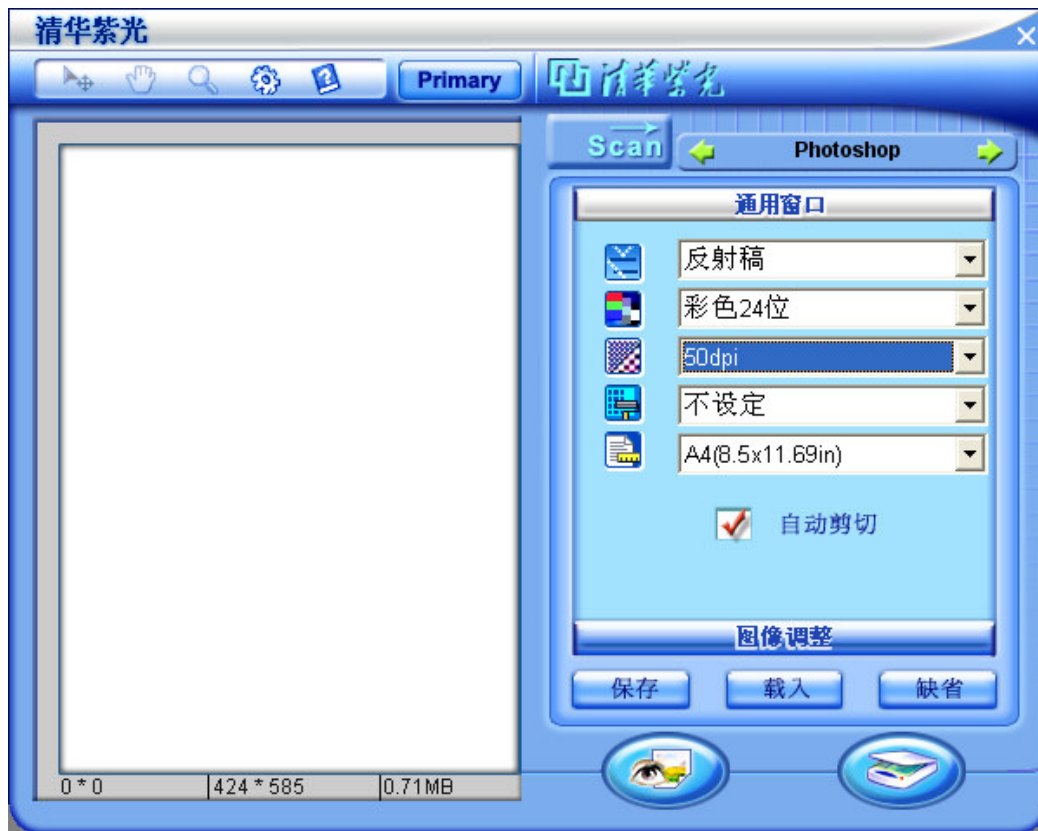 清华紫光
Primary
清华紫光
Scan
Photoshop
通用窗口
反射稿
彩色24位
50dpi
不设定
A4(8.5x11.69in)
自动剪切
图像调整
保存
载入
缺省
0 * 0
424 * 585
0.71MB